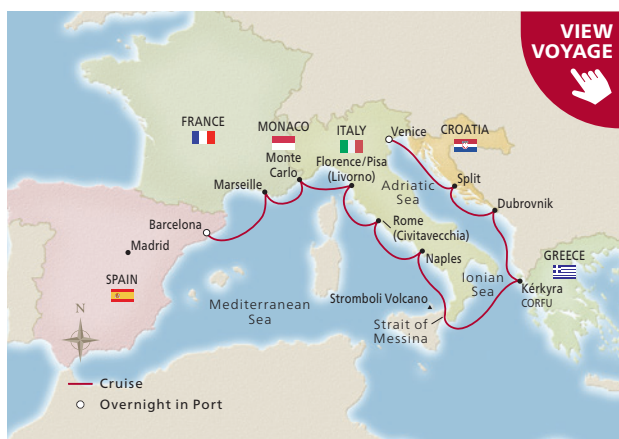 VIEW
VOYAGE
FRANCE
MONACO
ITALY
Venice
CROATIA
Monte
Carlo
Florence/Pisa
(Livorno)
Marseille
Adriatic
Sea
Split
Dubrovnik
Barcelona
Madrid
Rome
(Civitavecchia)
Naples
GREECE
SPAIN
Ionian
Sea
Kérkyra
CORFU
Mediterranean
Sea
Stromboli Volcano
Strait of
Messina
N
Cruise
Overnight in Port